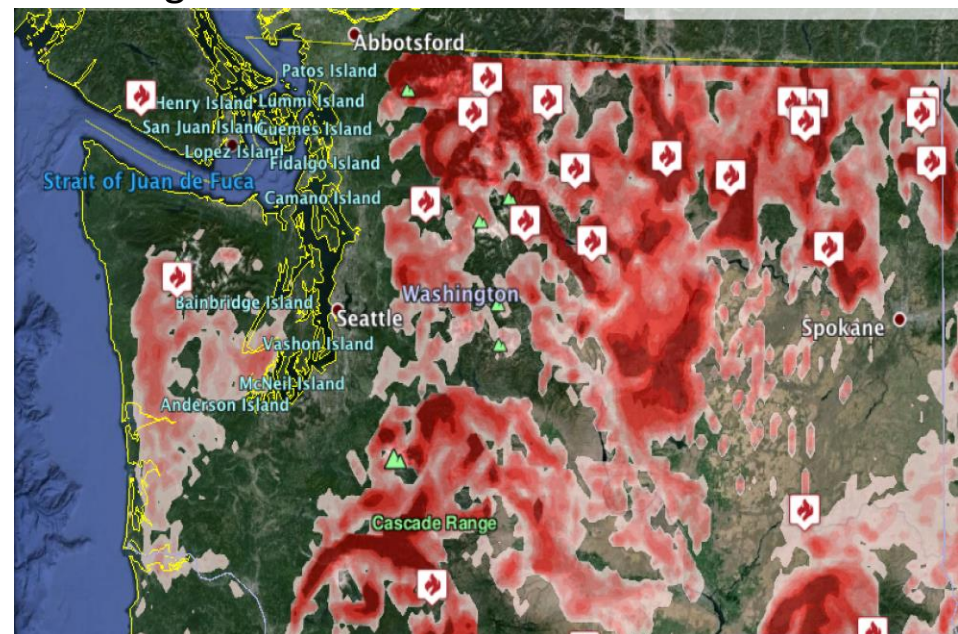 Abbotsford
Patos Island
Henry Island Lummi Island
San Juan Island Guemes Island
Lopez Island
Fidalgo Island
Strait of Juan de Fuca
Camano Island
Washington
Bainbridge Island
Seattle
Spokane
Vashon Island
McNeil Island
Anderson Island
Cascade Range